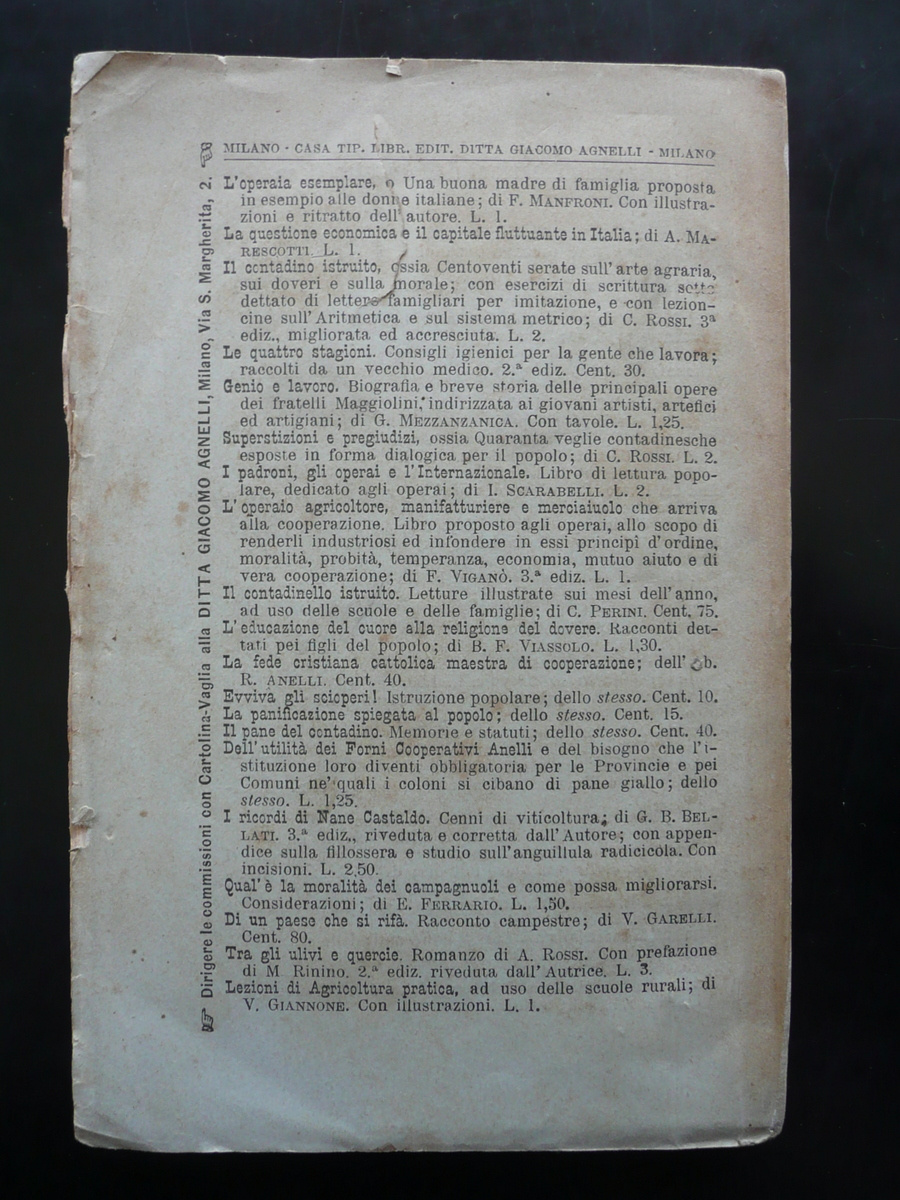 MILANO - CASA TIP. LIBR. EDIT. DITTA GIACOMO AGNELLI - MILANO
L'operaia esemplare, o Una buona madre di famiglia proposta
in esempio alle donne italiane; di F. MANFRONI. Con illustra-
zioni e ritratto dell'autore. L. 1.
La questione economica e il capitale fluttuante in Italia; di A. MA-
RESCOTTI. L. 1.
Il contadino istruito, ossia Centoventi serate sull'arte agraria,
sui doveri e sulla morale; con esercizi di scrittura sotto
dettato di lettere famigliari per imitazione, e con lezion-
cine sull'Aritmetica e sul sistema metrico; di C. ROSSI. 3ª
ediz., migliorata ed accresciuta. L. 2.
Le quattro stagioni. Consigli igienici per la gente che lavora;
raccolti da un vecchio medico. 2.ª ediz. Cent. 30.
Genio e lavoro. Biografia e breve storia delle principali opere
dei fratelli Maggiolini, indirizzata ai giovani artisti, artefici
ed artigiani; di G. MEZZANZANICA. Con tavole. L. 1,25.
Superstizioni e pregiudizi, ossia Quaranta veglie contadinesche
esposte in forma dialogica per il popolo; di C. ROSSI. L. 2.
I padroni, gli operai e l'Internazionale. Libro di lettura popo-
lare, dedicato agli operai; di I. SCARABELLI. L. 2.
L'operaio agricoltore, manifatturiere e merciaiuolo che arriva
alla cooperazione. Libro proposto agli operai, allo scopo di
renderli industriosi ed infondere in essi principî d'ordine,
moralità, probità, temperanza, economia, mutuo aiuto e di
vera cooperazione; di F. VIGANÒ. 3.ª ediz. L. 1.
Il contadinello istruito. Letture illustrate sui mesi dell'anno,
ad uso delle scuole e delle famiglie; di C. PERINI. Cent. 75.
L'educazione del cuore alla religione del dovere. Racconti det-
tati pei figli del popolo; di B. F. VIASSOLO. L. 1,30.
La fede cristiana cattolica maestra di cooperazione; dell' b.
R. ANELLI. Cent. 40.
Evviva gli scioperi! Istruzione popolare; dello stesso. Cent. 10.
La panificazione spiegata al popolo; dello stesso. Cent. 15.
Il pane del contadino. Memorie e statuti; dello stesso. Cent. 40.
Dell'utilità dei Forni Cooperativi Anelli e del bisogno che l'i-
stituzione loro diventi obbligatoria per le Provincie e pei
Comuni ne' quali i coloni si cibano di pane giallo; dello
stesso. L. 1,25.
I ricordi di Nane Castaldo. Cenni di viticoltura; di G. B. BEL-
LATI. 3.ª ediz., riveduta e corretta dall'Autore; con appen-
dice sulla fillossera e studio sull'anguillula radicicola. Con
incisioni. L. 2,50.
Qual'è la moralità dei campagnuoli e come possa migliorarsi.
Considerazioni; di E. FERRARIO. L. 1,50.
Di un paese che si rifà. Racconto campestre; di V. GARELLI.
Cent. 80.
Tra gli ulivi e quercie. Romanzo di A. ROSSI. Con prefazione
di M. Rinino. 2.ª ediz. riveduta dall'Autrice. L. 3.
Lezioni di Agricoltura pratica, ad uso delle scuole rurali; di
V. GIANNONE. Con illustrazioni. L. 1.
Dirigere le commissioni con Cartolina-Vaglia alla DITTA GIACOMO AGNELLI, Milano, Via S. Margherita, 2.